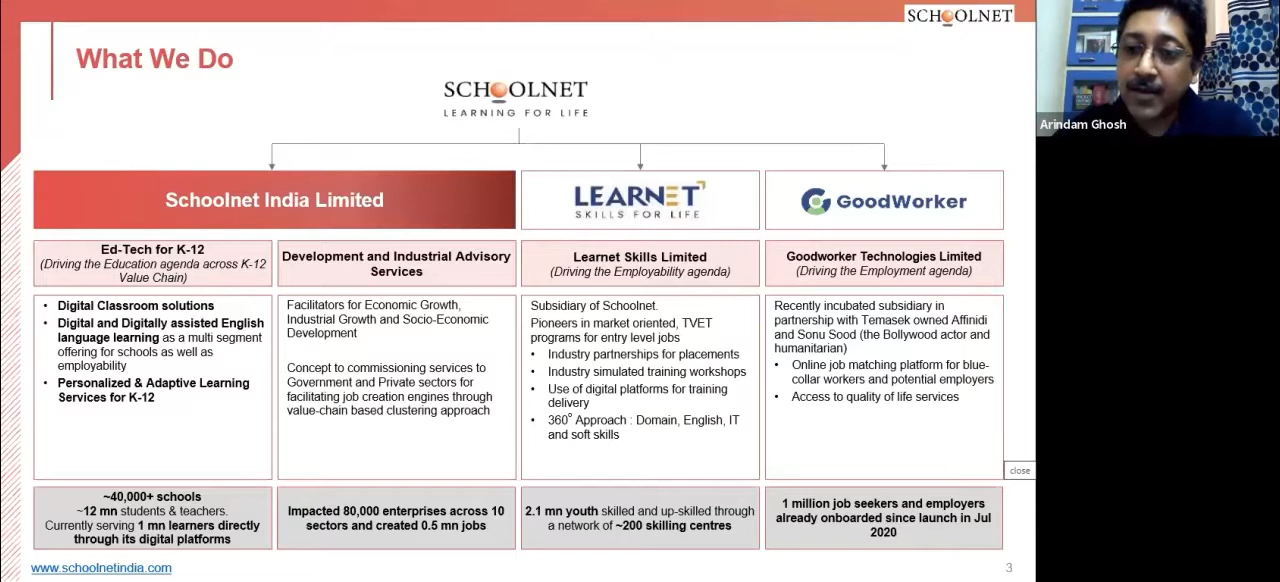 SCHOOLNET
What We Do
SCHOOLNET
LEARNING FOR LIFE
Arindam Ghosh
Schoolnet India Limited
LEARNET
SKILLS FOR LIFE
GoodWorker
Ed-Tech for K-12
(Driving the Education agenda across K-12
Value Chain)
Development and Industrial Advisory
Services
Learnet Skills Limited
(Driving the Employability agenda)
Goodworker Technologies Limited
(Driving the Employment agenda)
• Digital Classroom solutions
• Digital and Digitally assisted English
language learning as a multi segment
offering for schools as well as
employability
• Personalized & Adaptive Learning
Services for K-12
Facilitators for Economic Growth,
Industrial Growth and Socio-Economic
Development
Concept to commissioning services to
Government and Private sectors for
facilitating job creation engines through
value-chain based clustering approach
Subsidiary of Schoolnet.
Pioneers in market oriented, TVET
programs for entry level jobs
• Industry partnerships for placements
• Industry simulated training workshops
• Use of digital platforms for training
delivery
• 360° Approach : Domain, English, IT
and soft skills
Recently incubated subsidiary in
partnership with Temasek owned Affinidi
and Sonu Sood (the Bollywood actor and
humanitarian)
• Online job matching platform for blue-
collar workers and potential employers
• Access to quality of life services
close
~40,000+ schools
~12 mn students & teachers.
Currently serving 1 mn learners directly
through its digital platforms
Impacted 80,000 enterprises across 10
sectors and created 0.5 mn jobs
2.1 mn youth skilled and up-skilled through
a network of ~200 skilling centres
1 million job seekers and employers
already onboarded since launch in Jul
2020
www.schoolnetindia.com
3